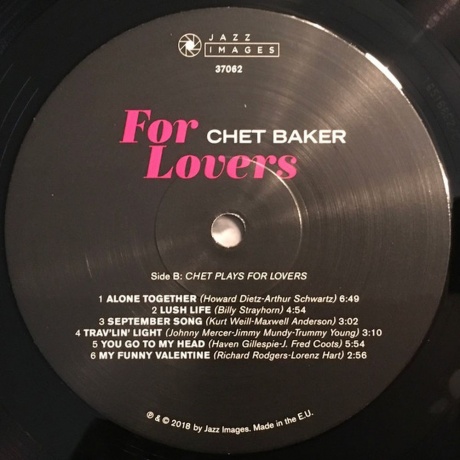 JAZZ
IMAGES
37062
For CHET BAKER
Lovers
Side B: CHET PLAYS FOR LOVERS
1 ALONE TOGETHER (Howard Dietz-Arthur Schwartz) 6:49
2 LUSH LIFE (Billy Strayhorn) 4:54
3 SEPTEMBER SONG (Kurt Weill-Maxwell Anderson) 3:02
4 TRAV'LIN' LIGHT (Johnny Mercer-Jimmy Mundy-Trummy Young) 3:10
5 YOU GO TO MY HEAD (Haven Gillespie-J. Fred Coots) 5:54
6 MY FUNNY VALENTINE (Richard Rodgers-Lorenz Hart) 2:56
℗ & © 2018 by Jazz Images. Made in the E.U.